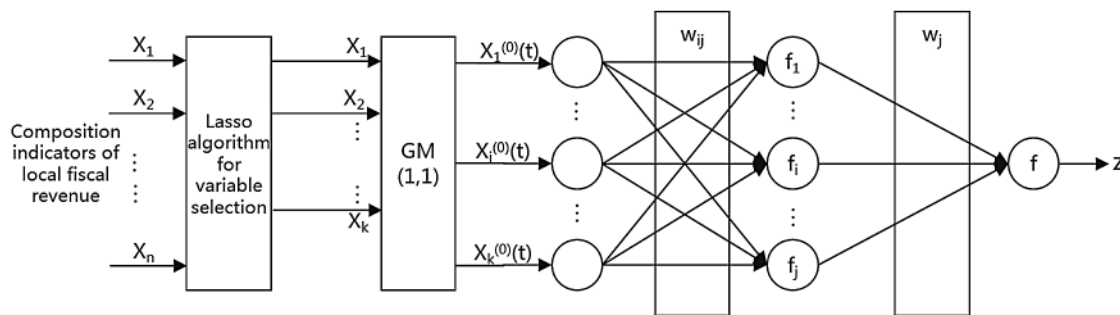 Composition
indicators of
local fiscal
revenue
X₁
X₂
⋮ ⋮
Xₙ
Lasso
algorithm
for
variable
selection
X₁
X₂
⋮
⋮
Xₖ
GM
(1,1)
X₁⁽⁰⁾(t)
Xᵢ⁽⁰⁾(t)
Xₖ⁽⁰⁾(t)
⋮
⋮
wᵢⱼ
f₁
⋮
fᵢ
⋮
fⱼ
wⱼ
f
z